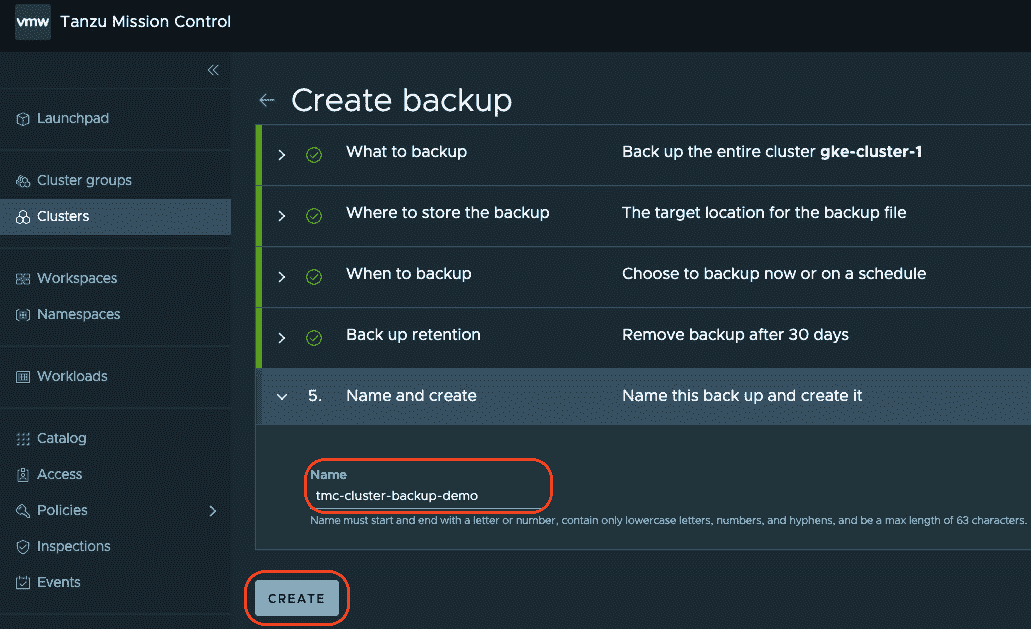 vmw Tanzu Mission Control
Launchpad
Cluster groups
Clusters
Workspaces
Namespaces
Workloads
Catalog
Access
Policies
Inspections
Events
Create backup
What to backup Back up the entire cluster gke-cluster-1
Where to store the backup The target location for the backup file
When to backup Choose to backup now or on a schedule
Back up retention Remove backup after 30 days
5. Name and create Name this back up and create it
Name
tmc-cluster-backup-demo
Name must start and end with a letter or number, contain only lowercase letters, numbers, and hyphens, and be a max length of 63 characters.
CREATE